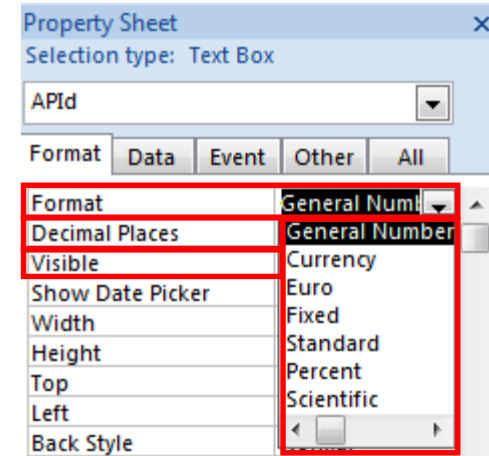 Property Sheet
Selection type: Text Box
APId
Format Data Event Other All
Format General Num
Decimal Places General Number
Visible Currency
Show Date Picker Euro
Width Fixed
Height Standard
Top Percent
Left Scientific
Back Style